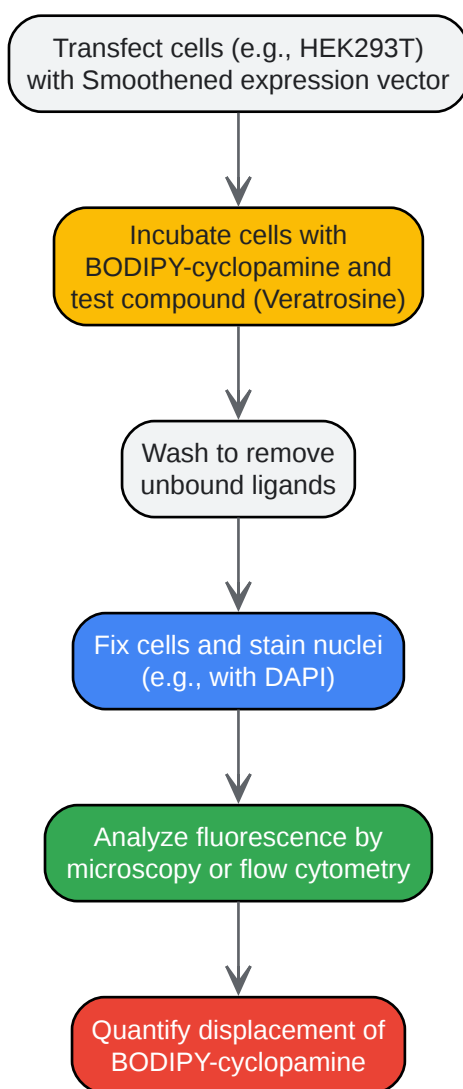 Transfect cells (e.g., HEK293T)
with Smoothened expression vector
Incubate cells with
BODIPY-cyclopamine and
test compound (Veratrosine)
Wash to remove
unbound ligands
Fix cells and stain nuclei
(e.g., with DAPI)
Analyze fluorescence by
microscopy or flow cytometry
Quantify displacement of
BODIPY-cyclopamine